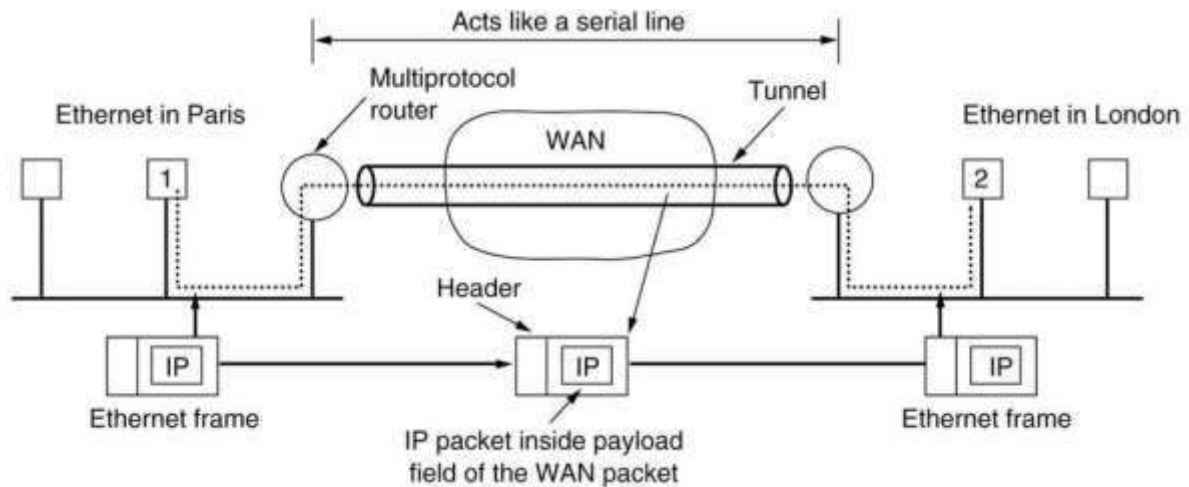 Acts like a serial line
Multiprotocol
router
Tunnel
Ethernet in Paris
Ethernet in London
WAN
1
2
Header
IP
IP
IP
Ethernet frame
Ethernet frame
IP packet inside payload
field of the WAN packet